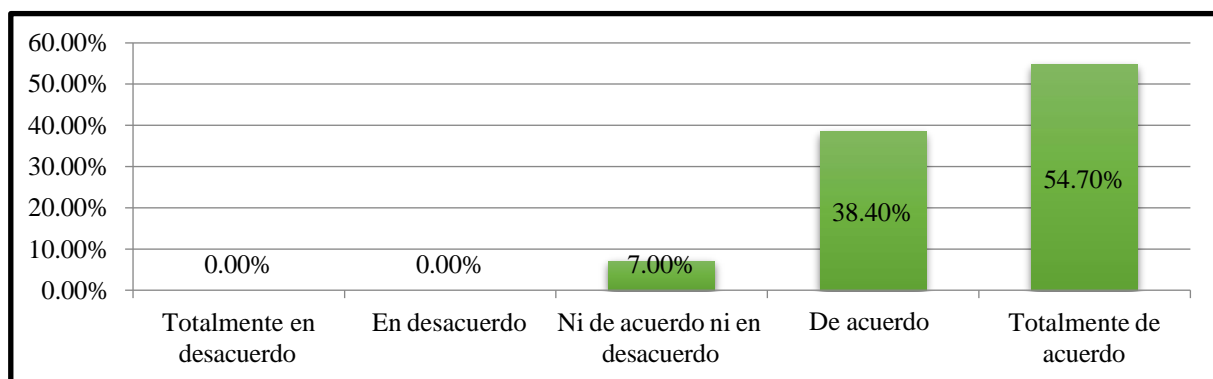 60.00%
50.00%
40.00%
30.00%
20.00%
10.00%
0.00%
0.00%
0.00%
7.00%
38.40%
54.70%
Totalmente en
desacuerdo
En desacuerdo
Ni de acuerdo ni en
desacuerdo
De acuerdo
Totalmente de
acuerdo